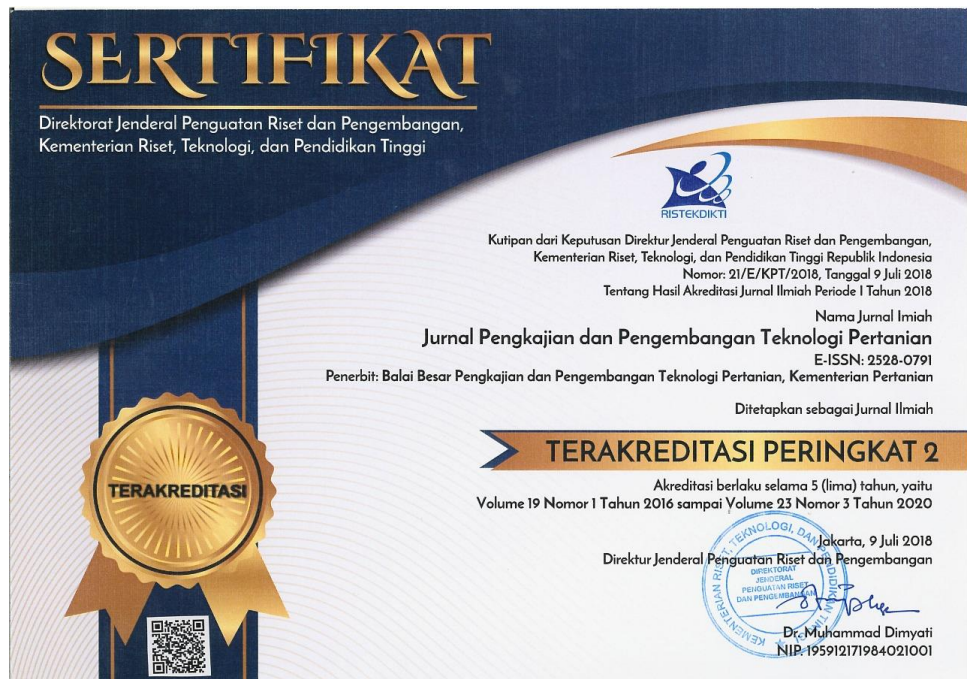 SERTIFIKAT
Direktorat Jenderal Penguatan Riset dan Pengembangan,
Kementerian Riset, Teknologi, dan Pendidikan Tinggi
RISTEKDIKTI
Kutipan dari Keputusan Direktur Jenderal Penguatan Riset dan Pengembangan,
Kementerian Riset, Teknologi, dan Pendidikan Tinggi Republik Indonesia
Nomor: 21/E/KPT/2018, Tanggal 9 Juli 2018
Tentang Hasil Akreditasi Jurnal Ilmiah Periode I Tahun 2018
Nama Jurnal Imiah
Jurnal Pengkajian dan Pengembangan Teknologi Pertanian
E-ISSN: 2528-0791
Penerbit: Balai Besar Pengkajian dan Pengembangan Teknologi Pertanian, Kementerian Pertanian
Ditetapkan sebagai Jurnal Ilmiah
TERAKREDITASI PERINGKAT 2
TERAKREDITASI
Akreditasi berlaku selama 5 (lima) tahun, yaitu
Volume 19 Nomor 1 Tahun 2016 sampai Volume 23 Nomor 3 Tahun 2020
Jakarta, 9 Juli 2018
Direktur Jenderal Penguatan Riset dan Pengembangan
KEMENTERIAN RISET, TEKNOLOGI, DAN PENDIDIKAN TINGGI
DIREKTORAT
JENDERAL
PENGUATAN RISET
DAN PENGEMBANGAN
Dr. Muhammad Dimyati
NIP. 195912171984021001